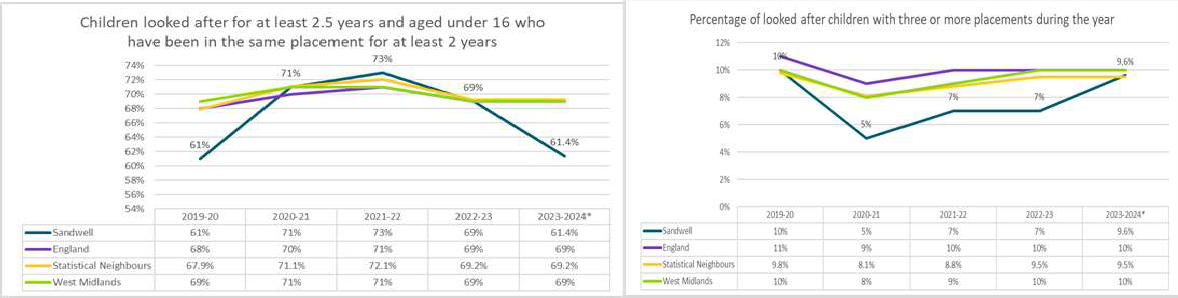 Children looked after for at least 2.5 years and aged under 16 who
have been in the same placement for at least 2 years
74%
72%
70%
68%
66%
64%
62%
60%
58%
56%
54%
61%
71%
73%
69%
61.4%
2019-20 2020-21 2021-22 2022-23 2023-2024*
Sandwell 61% 71% 73% 69% 61.4%
England 68% 70% 71% 69% 69%
Statistical Neighbours 67.9% 71.1% 72.1% 69.2% 69.2%
West Midlands 69% 71% 71% 69% 69%
Percentage of looked after children with three or more placements during the year
12%
10%
8%
6%
4%
2%
0%
10%
5%
7%
7%
9.6%
2019-20 2020-21 2021-22 2022-23 2023-2024*
Sandwell 10% 5% 7% 7% 9.6%
England 11% 9% 10% 10% 10%
Statistical Neighbours 9.8% 8.1% 8.8% 9.5% 9.5%
West Midlands 10% 8% 9% 10% 10%